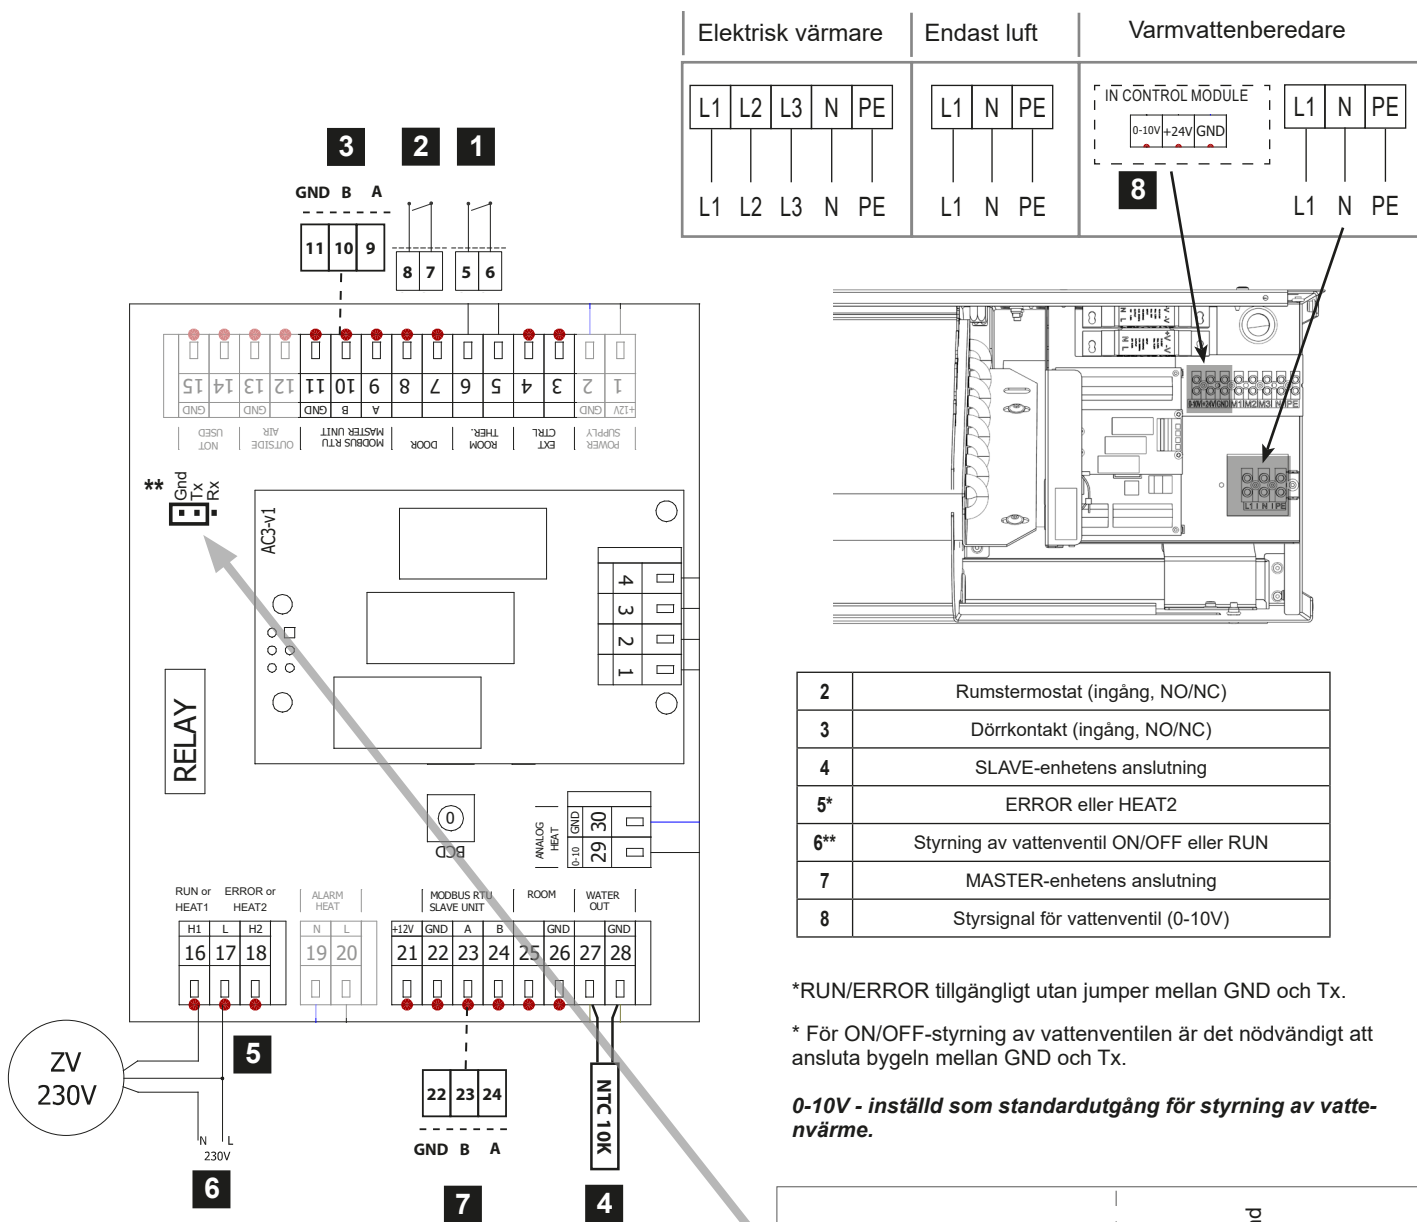 Elektrisk värmare
Endast luft
Varmvattenberedare
L1 L2 L3 N PE
L1 N PE
IN CONTROL MODULE
0-10V +24V GND
L1 N PE
8
L1 L2 L3 N PE
L1 N PE
L1 N PE
3 2 1
GND B A
11 10 9
8 7
5 6
15 14 13 12 11 10 9 8 7 6 5 4 3 2 1
GND GND GND B A GND +12V
NOT USED
OUTSIDE AIR
MODBUS RTU MASTER UNIT
DOOR
ROOM THER.
EXT CTRL
POWER SUPPLY
**
Gnd
Tx
Rx
AC3-v1
4
3
2
1
RELAY
0
BCD
ANALOG HEAT
0-10 GND
29 30
RUN or HEAT1
ERROR or HEAT2
ALARM HEAT
MODBUS RTU SLAVE UNIT
ROOM
WATER OUT
H1 L H2
N L
+12V GND A B GND GND
16 17 18
19 20
21 22 23 24 25 26 27 28
ZV
230V
5
N L
230V
6
22 23 24
GND B A
7
NTC 10K
4
0-10V +24V GND M1 M2 M3 N PE
L1 N PE
2 Rumstermostat (ingång, NO/NC)
3 Dörrkontakt (ingång, NO/NC)
4 SLAVE-enhetens anslutning
5* ERROR eller HEAT2
6** Styrning av vattenventil ON/OFF eller RUN
7 MASTER-enhetens anslutning
8 Styrsignal för vattenventil (0-10V)
*RUN/ERROR tillgängligt utan jumper mellan GND och Tx.
* För ON/OFF-styrning av vattenventilen är det nödvändigt att
ansluta bygeln mellan GND och Tx.
0-10V - inställd som standardutgång för styrning av vatte-
nvärme.